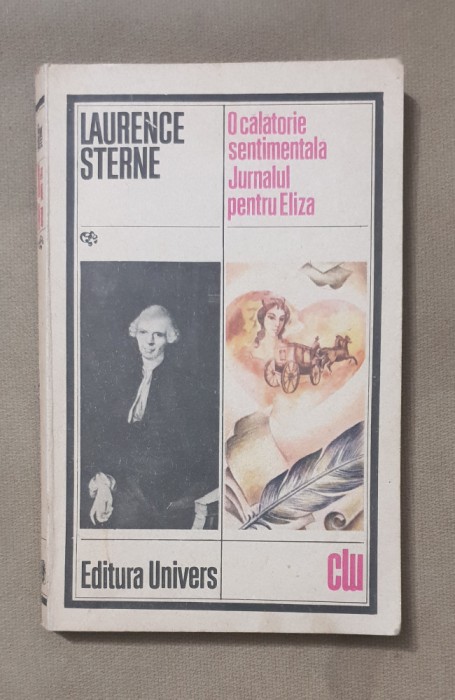 LAURENCE
STERNE
O calatorie
sentimentala
Jurnalul
pentru Eliza
Editura Univers
clu